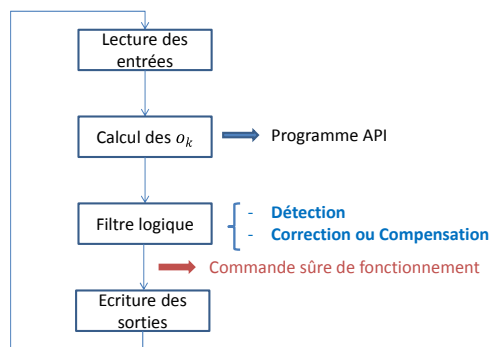 Lecture des
entrées
Calcul des oₖ
Programme API
Filtre logique
- Détection
- Correction ou Compensation
Commande sûre de fonctionnement
Ecriture des
sorties